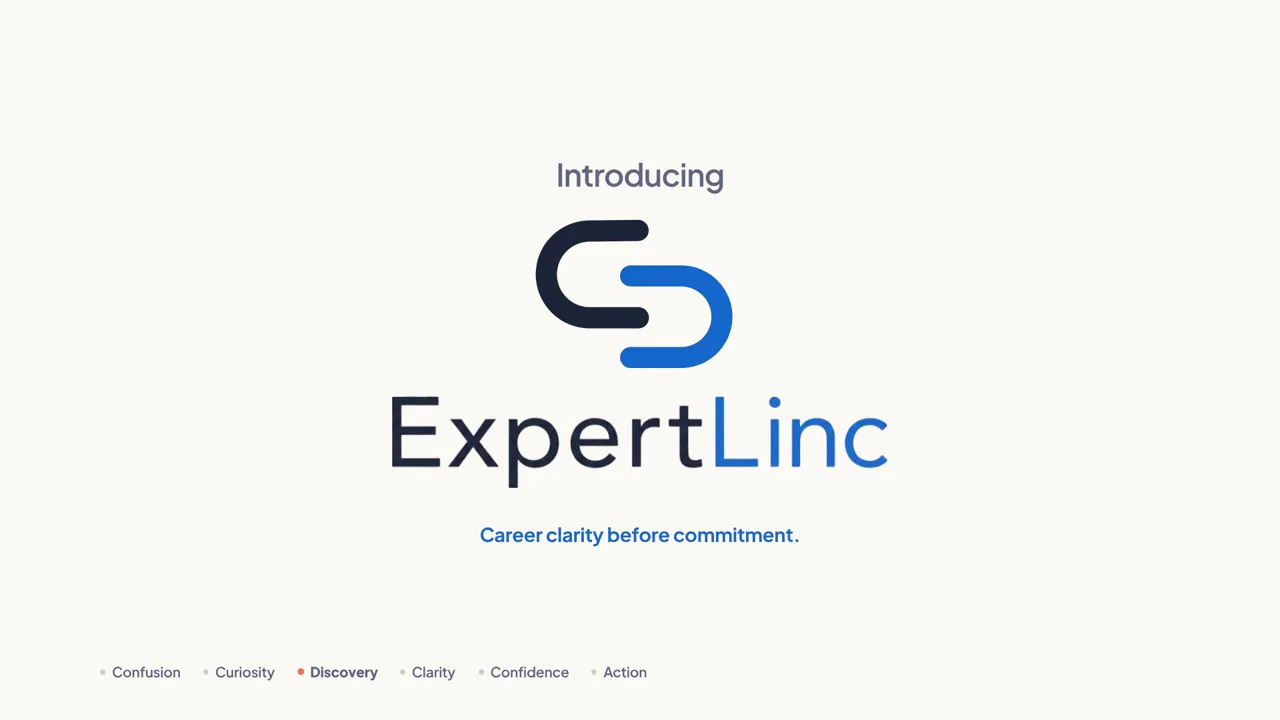 Introducing
ExpertLinc
Career clarity before commitment.
Confusion Curiosity Discovery Clarity Confidence Action